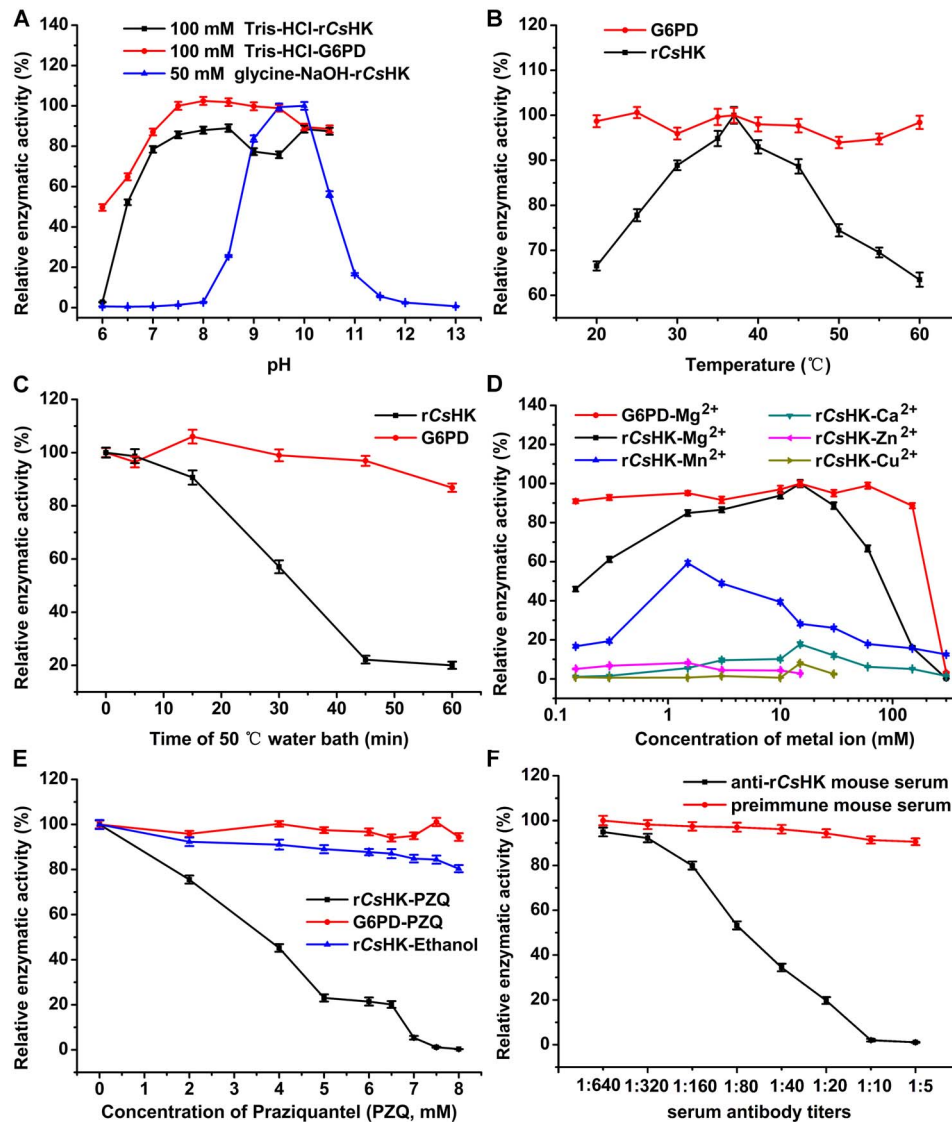 A
100 mM Tris-HCl-rCsHK
100 mM Tris-HCl-G6PD
50 mM glycine-NaOH-rCsHK
Relative enzymatic activity (%)
140
120
100
80
60
40
20
0
6 7 8 9 10 11 12 13
pH
B
G6PD
rCsHK
Relative enzymatic activity (%)
120
110
100
90
80
70
60
20 30 40 50 60
Temperature (℃)
C
rCsHK
G6PD
Relative enzymatic activity (%)
120
100
80
60
40
20
0 10 20 30 40 50 60
Time of 50 ℃ water bath (min)
D
G6PD-Mg2+
rCsHK-Mg2+
rCsHK-Mn2+
rCsHK-Ca2+
rCsHK-Zn2+
rCsHK-Cu2+
Relative enzymatic activity (%)
140
120
100
80
60
40
20
0
0.1 1 10 100
Concentration of metal ion (mM)
E
rCsHK-PZQ
G6PD-PZQ
rCsHK-Ethanol
Relative enzymatic activity (%)
120
100
80
60
40
20
0
0 1 2 3 4 5 6 7 8
Concentration of Praziquantel (PZQ, mM)
F
anti-rCsHK mouse serum
preimmune mouse serum
Relative enzymatic activity (%)
120
100
80
60
40
20
0
1:640 1:320 1:160 1:80 1:40 1:20 1:10 1:5
serum antibody titers